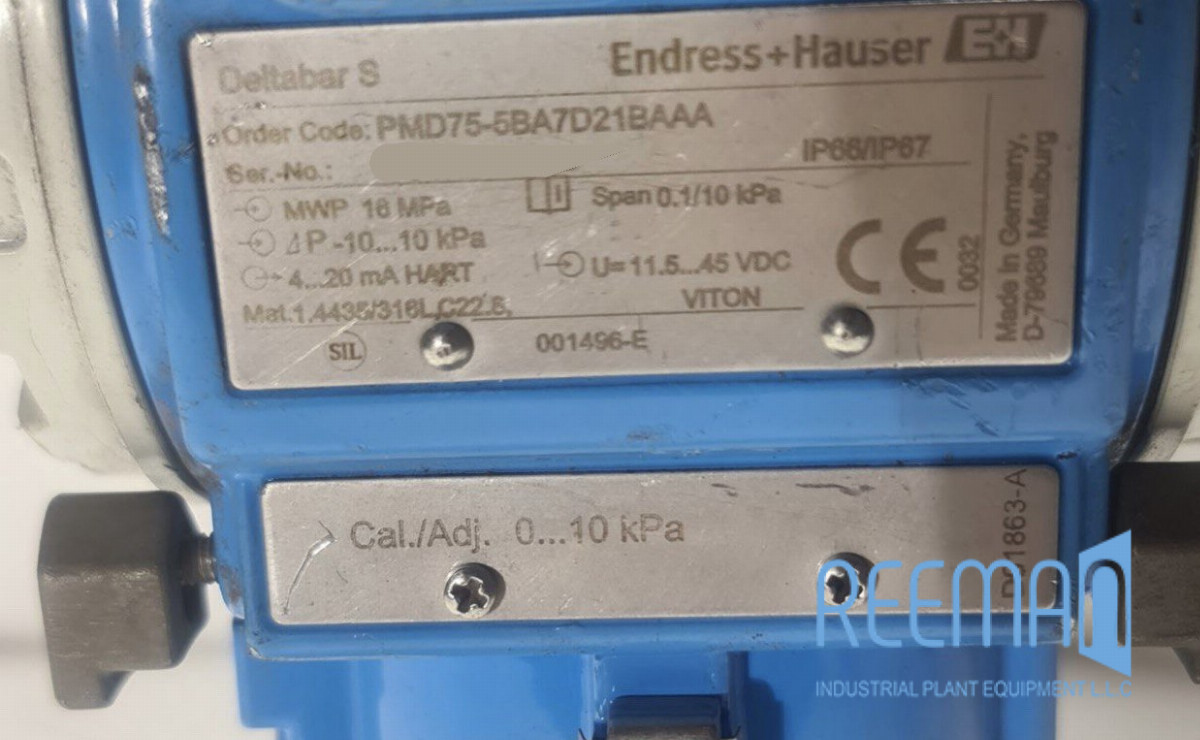 Deltabar S
Endress+Hauser E+H
Order Code: PMD75-5BA7D21BAAA
Ser.-No.:
IP66/IP67
MWP 16 MPa
Span 0.1/10 kPa
⊿P -10...10 kPa
4...20 mA HART
U= 11.5...45 VDC
Mat.1.4435/316L,C22.8,
VITON
SIL
001496-E
CE
0032
Made in Germany,
D-79689 Maulburg
Cal./Adj. 0...10 kPa
REEMAN
INDUSTRIAL PLANT EQUIPMENT L.L.C